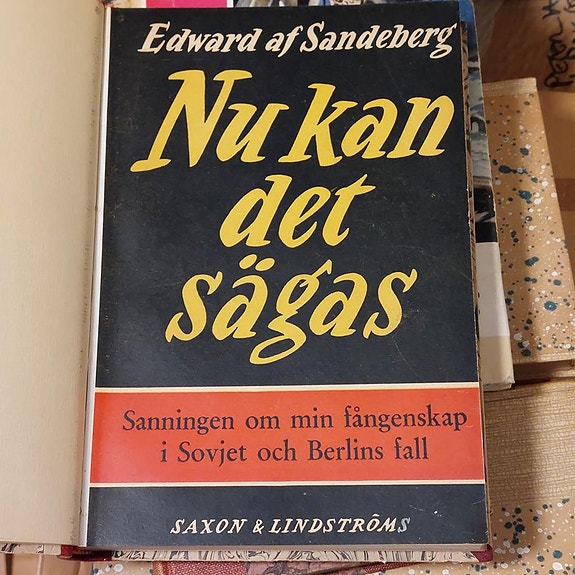 Edward af Sandeberg
Nu kan
det
sägas
Sanningen om min fångenskap
i Sovjet och Berlins fall
SAXON & LINDSTRÖMS